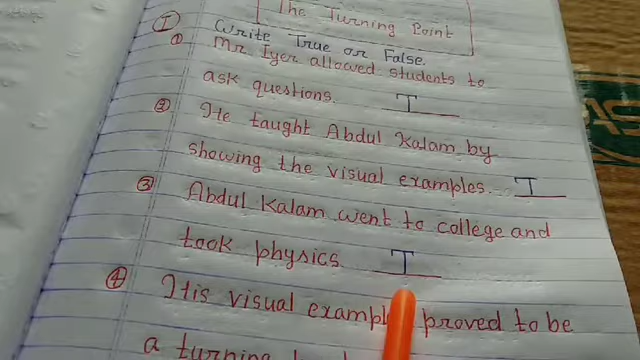 The Turning Point
I Write True or False.
① Mr Iyer allowed students to
ask questions. T
② He taught Abdul Kalam by
showing the visual examples. T
③ Abdul Kalam went to college and
took physics T
④ His visual example proved to be
a turning